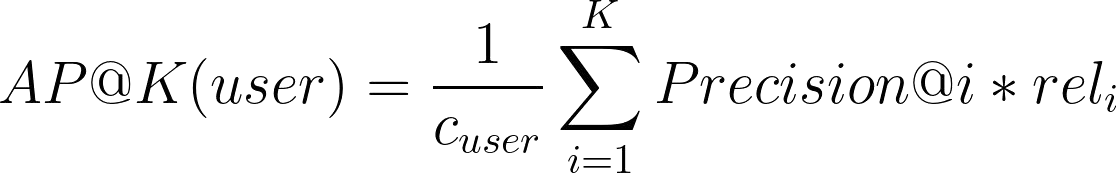 AP@K(user) = \frac{1}{c_{user}} \sum_{i=1}^{K} Precision@i * rel_i